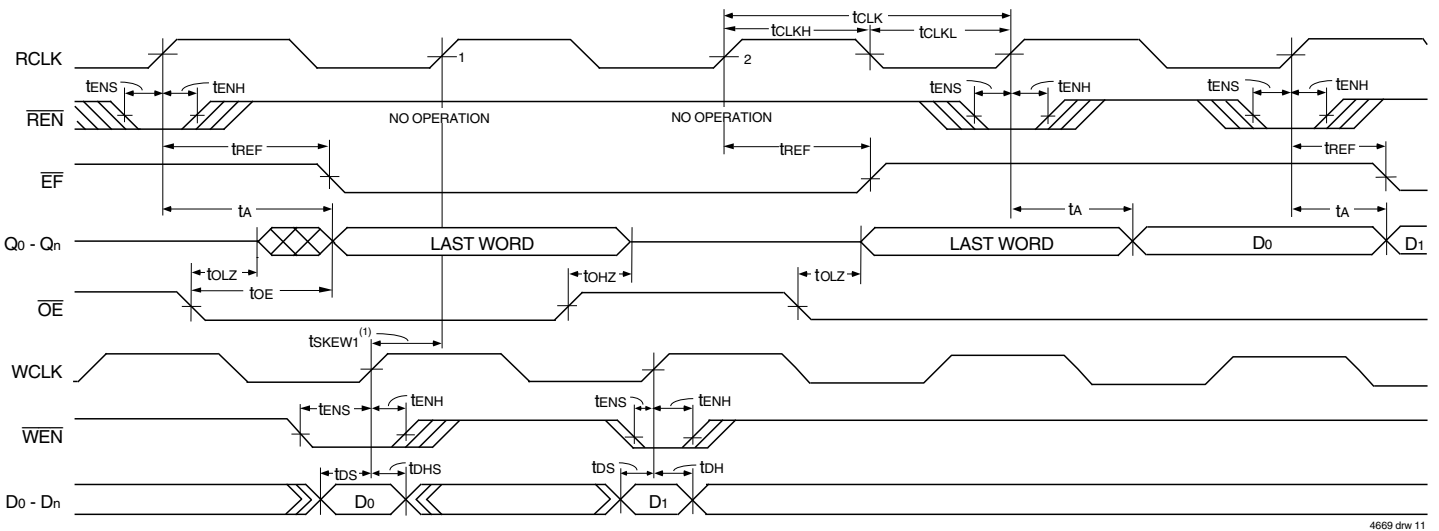 tCLK
tCLKH tCLKL
RCLK 1 2
tENS tENH tENS tENH tENS tENH
REN NO OPERATION NO OPERATION
tREF tREF tREF
EF
tA tA tA
Q0 - Qn LAST WORD LAST WORD D0 D1
tOLZ tOHZ tOLZ
tOE
OE
tSKEW1(1)
WCLK
tENS tENH tENS tENH
WEN
tDS tDHS tDS tDH
D0 - Dn D0 D1
4669 drw 11